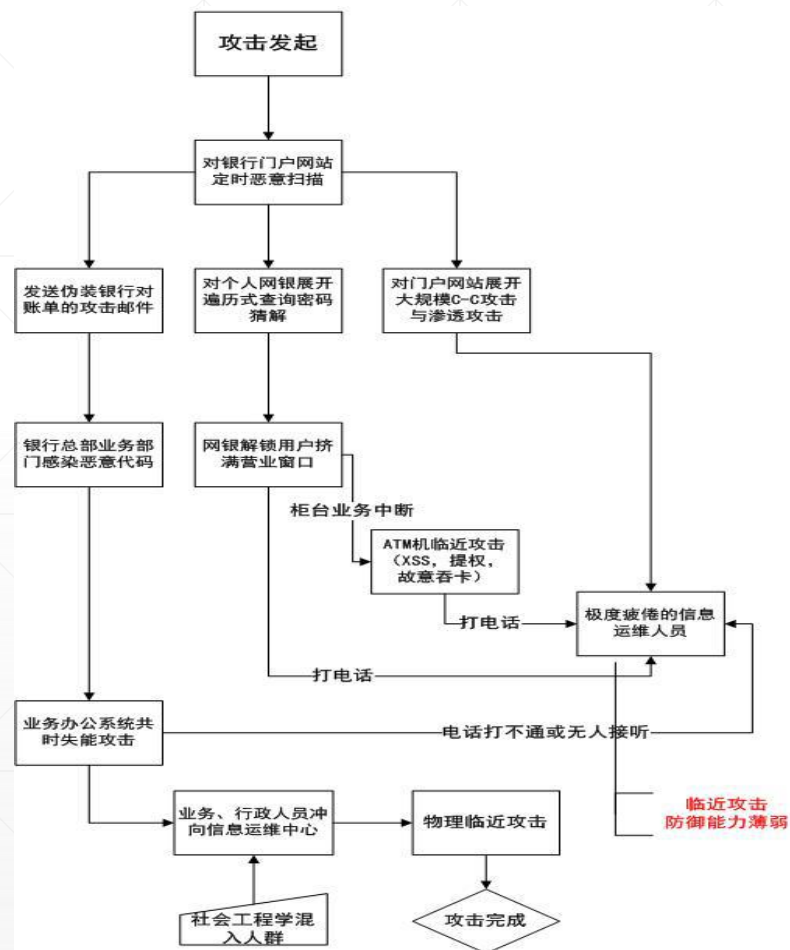 攻击发起
对银行门户网站
定时恶意扫描
发送伪装银行对
账单的攻击邮件
对个人网银展开
遍历式查询密码
猜解
对门户网站展开
大规模C-C攻击
与渗透攻击
银行总部业务部
门感染恶意代码
网银解锁用户挤
满营业窗口
柜台业务中断
ATM机临近攻击
（XSS，提权，
故意吞卡）
打电话
极度疲倦的信息
运维人员
打电话
业务办公系统共
时失能攻击
电话打不通或无人接听
业务、行政人员冲
向信息运维中心
物理临近攻击
临近攻击
防御能力薄弱
社会工程学混
入人群
攻击完成